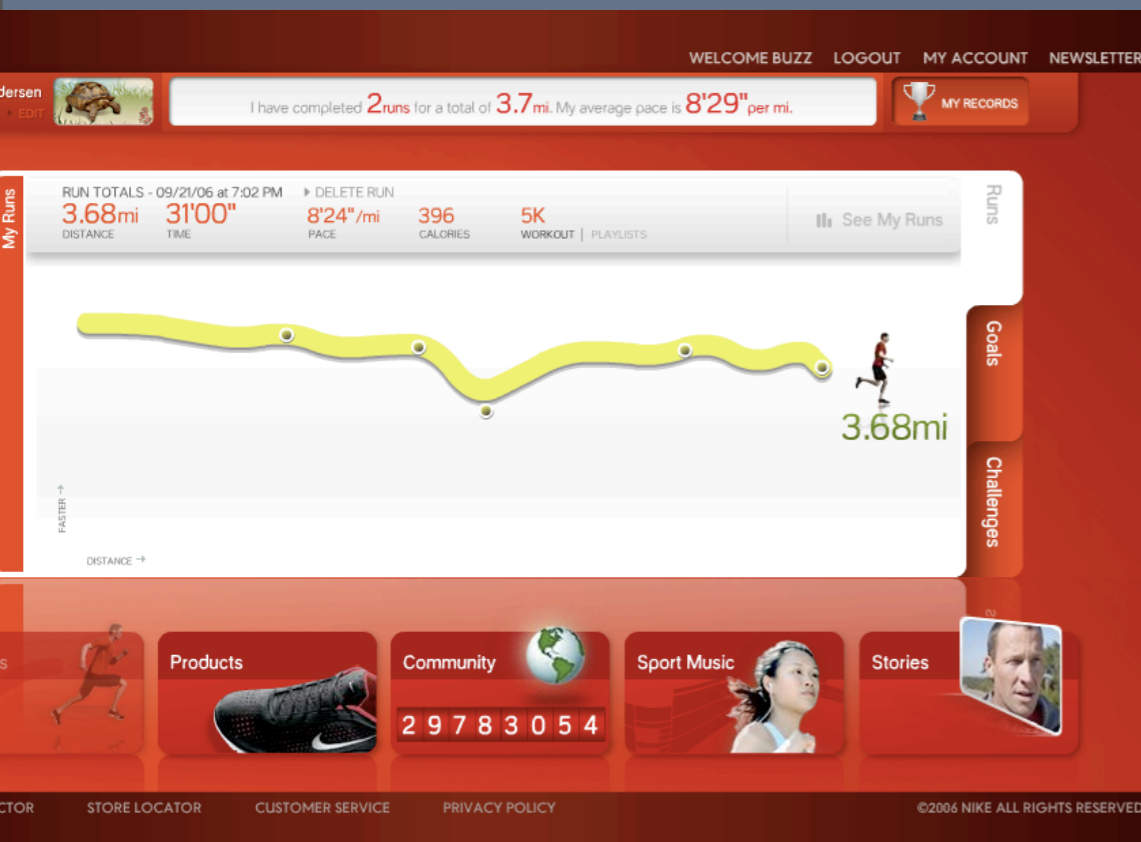 WELCOME BUZZ LOGOUT MY ACCOUNT NEWSLETTER
dersen
EDIT
I have completed 2 runs for a total of 3.7 mi. My average pace is 8'29" per mi.
MY RECORDS
My Runs
RUN TOTALS - 09/21/06 at 7:02 PM DELETE RUN
3.68mi 31'00" 8'24"/mi 396 5K
DISTANCE TIME PACE CALORIES WORKOUT | PLAYLISTS
See My Runs
Runs
Goals
Challenges
3.68mi
FASTER →
DISTANCE →
s
Products
Community
29783054
Sport Music
Stories
CTOR STORE LOCATOR CUSTOMER SERVICE PRIVACY POLICY ©2006 NIKE ALL RIGHTS RESERVED